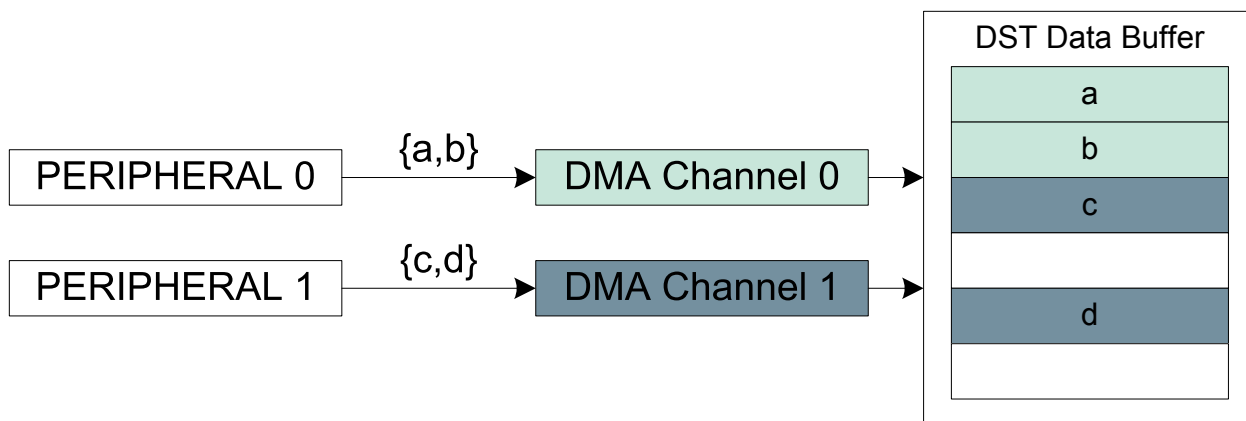 DST Data Buffer
a
b
c
d
PERIPHERAL 0
{a,b}
DMA Channel 0
PERIPHERAL 1
{c,d}
DMA Channel 1